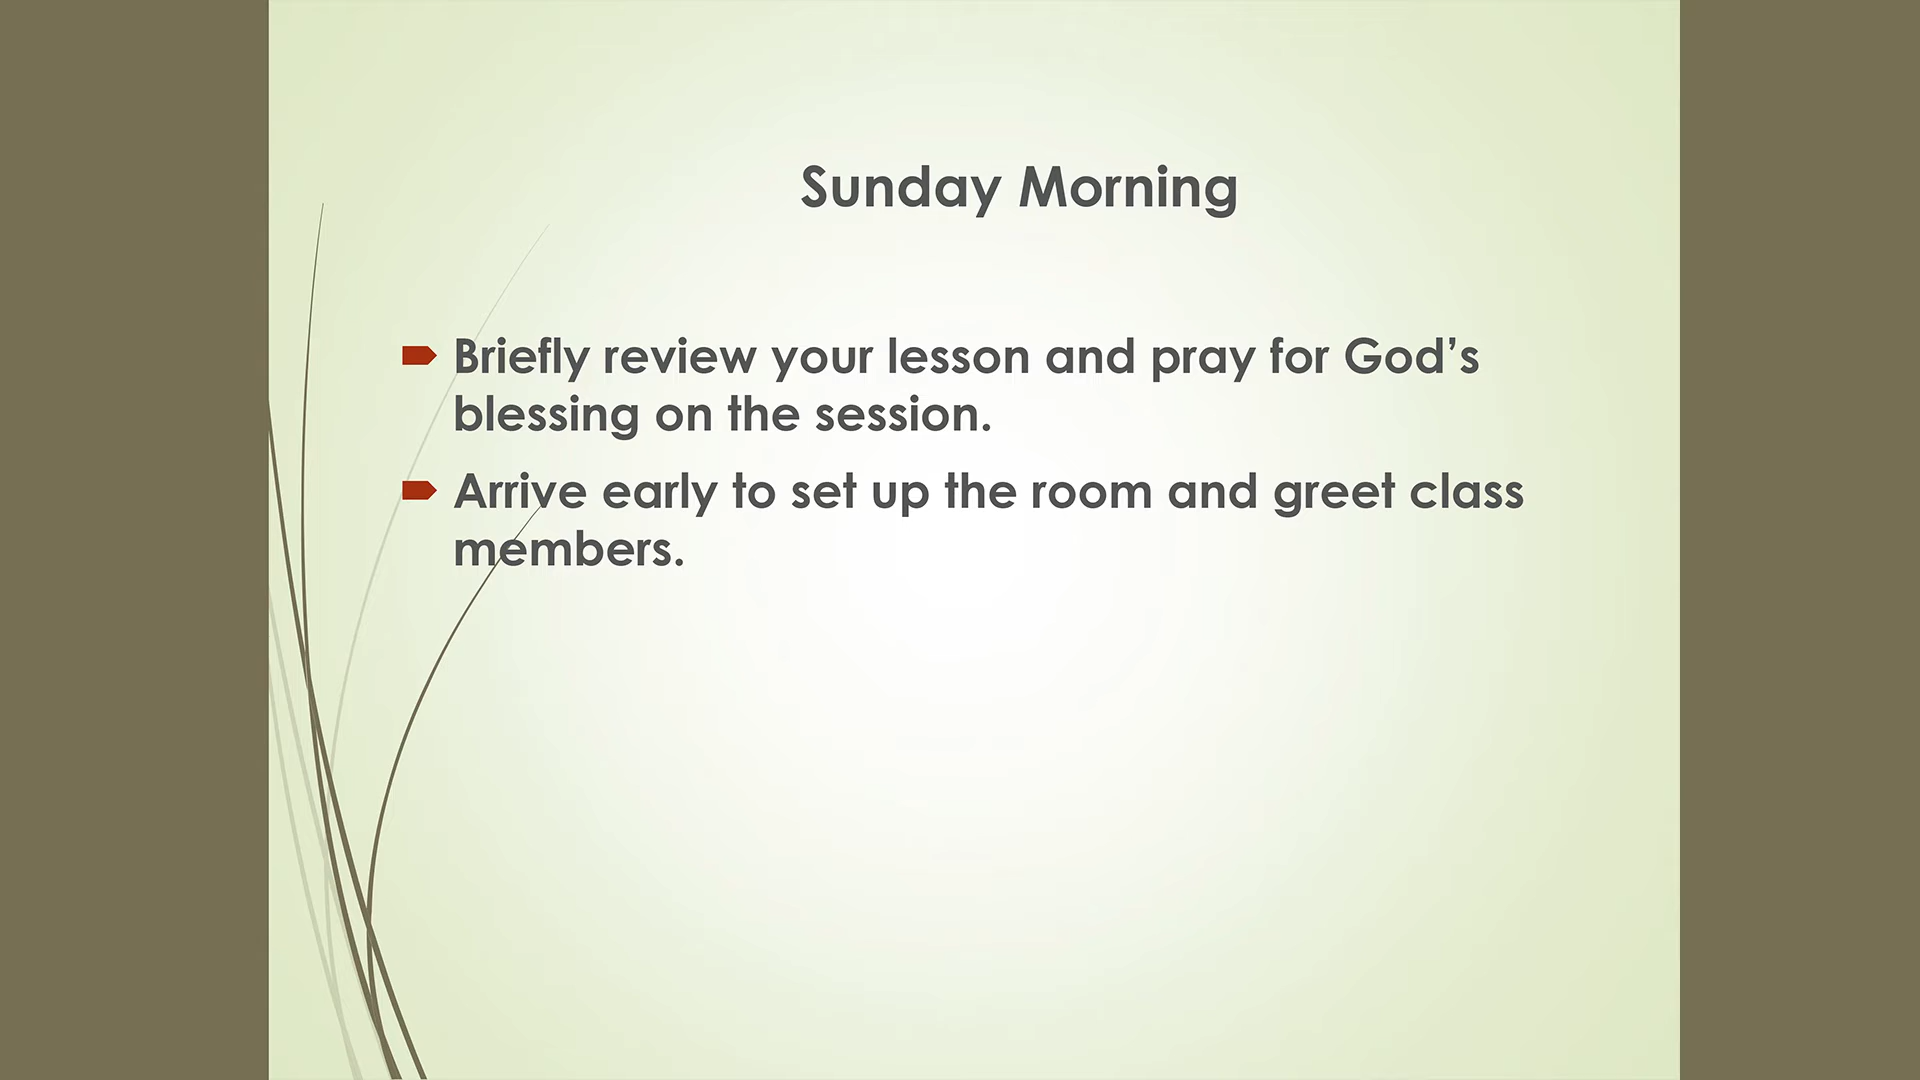 Sunday Morning
Briefly review your lesson and pray for God’s
blessing on the session.
Arrive early to set up the room and greet class
members.